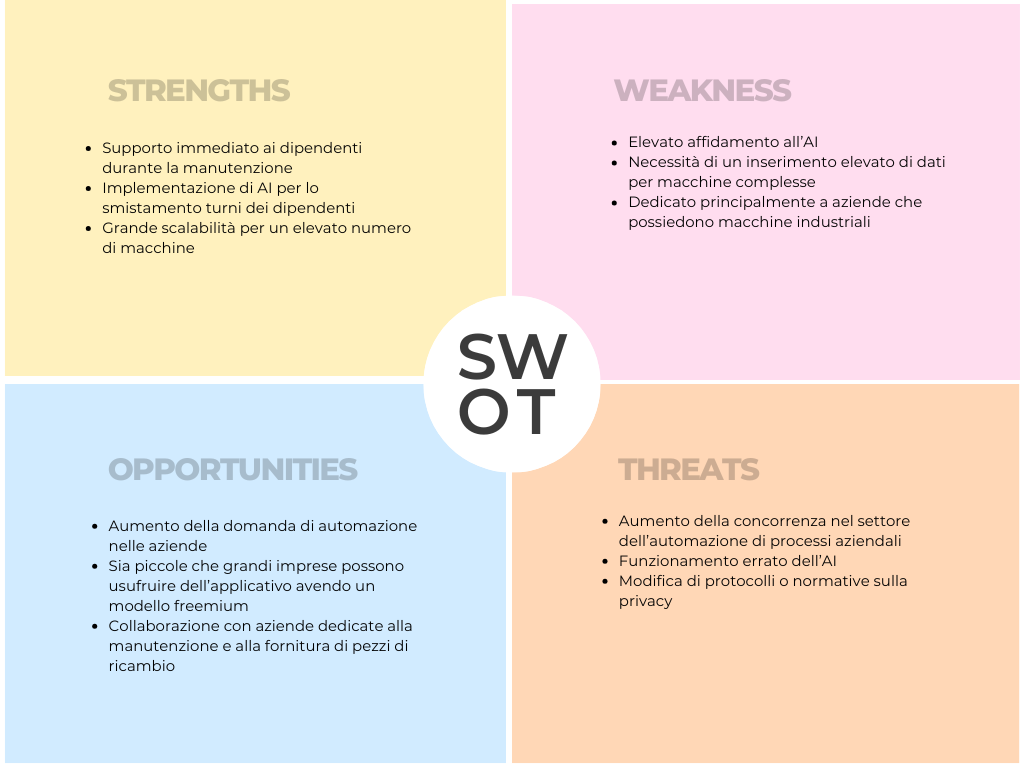 STRENGTHS
• Supporto immediato ai dipendenti
durante la manutenzione
• Implementazione di AI per lo
smistamento turni dei dipendenti
• Grande scalabilità per un elevato numero
di macchine
WEAKNESS
• Elevato affidamento all'AI
• Necessità di un inserimento elevato di dati
per macchine complesse
• Dedicato principalmente a aziende che
possiedono macchine industriali
SW
OT
OPPORTUNITIES
• Aumento della domanda di automazione
nelle aziende
• Sia piccole che grandi imprese possono
usufruire dell'applicativo avendo un
modello freemium
• Collaborazione con aziende dedicate alla
manutenzione e alla fornitura di pezzi di
ricambio
THREATS
• Aumento della concorrenza nel settore
dell'automazione di processi aziendali
• Funzionamento errato dell'AI
• Modifica di protocolli o normative sulla
privacy